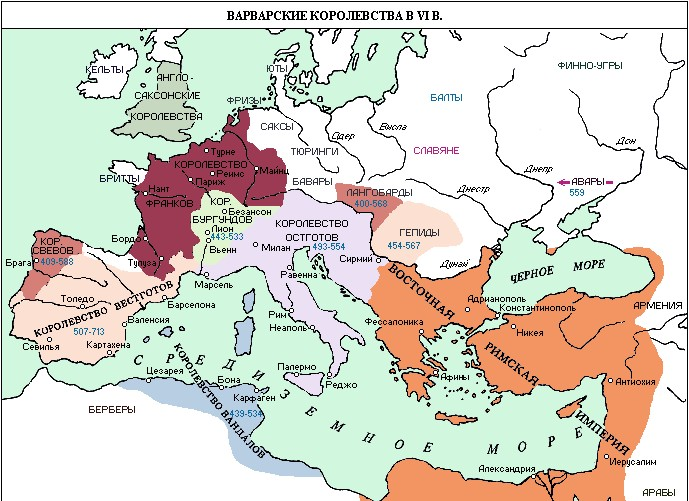 ВАРВАРСКИЕ КОРОЛЕВСТВА В VI В.
КЕЛЬТЫ
АНГЛО-
САКСОНСКИЕ
КОРОЛЕВСТВА
ЮТЫ
ФИННО-УГРЫ
ФРИЗЫ
БАЛТЫ
САКСЫ
Одер
Висла
Дон
БРИТТЫ
Турне
ТЮРИНГИ
СЛАВЯНЕ
КОРОЛЕВСТВО
Реймс
Майнц
Днепр
Париж
БАВАРЫ
АВАРЫ
559
Нант
ФРАНКОВ
КОР.
БУРГУНДОВ
Безансон
ЛАНГОБАРДЫ
400-568
Днестр
Лион
443-533
Вьенн
КОРОЛЕВСТВО
ОСТГОТОВ
493-554
ГЕПИДЫ
454-567
Бордо
КОР.
СВЕВОВ
409-588
Брага
Тулуза
Милан
Сирмий
Дунай
Равенна
Марсель
ЧЕРНОЕ МОРЕ
ВОСТОЧНАЯ
Толедо
КОРОЛЕВСТВО ВЕСТГОТОВ
507-713
Барселона
Адрианополь
Константинополь
АРМЕНИЯ
Валенсия
Рим
Неаполь
Фессалоника
Никея
Севилья
Картахена
РИМСКАЯ
СРЕДИЗЕМНОЕ МОРЕ
КОРОЛЕВСТВО ВАНДАЛОВ
439-534
Цезарея
Бона
Карфаген
Палермо
Реджо
Афины
Антиохия
БЕРБЕРЫ
ИМПЕРИЯ
Александрия
Иерусалим
АРАБЫ